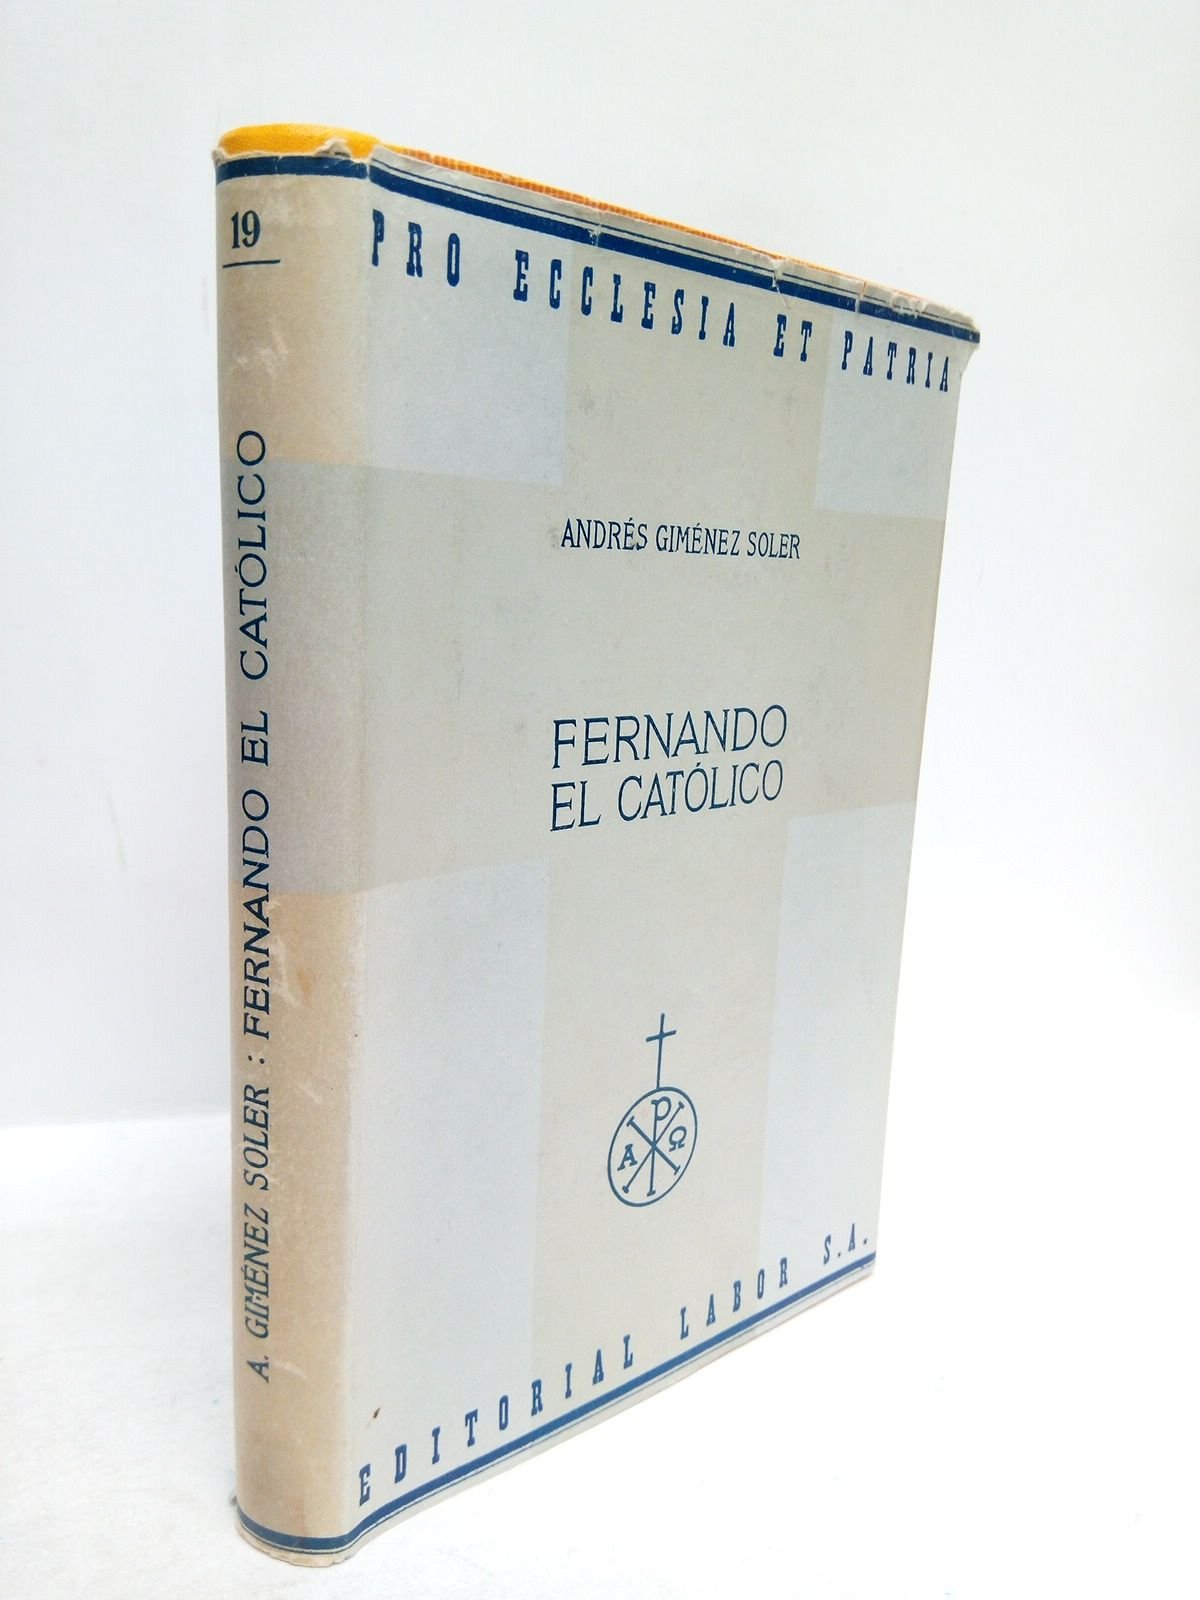 19
A. GIMÉNEZ SOLER : FERNANDO EL CATÓLICO
PRO ECCLESIA ET PATRIA
ANDRÉS GIMÉNEZ SOLER
FERNANDO
EL CATÓLICO
P
Α Ω
EDITORIAL LABOR S.A.